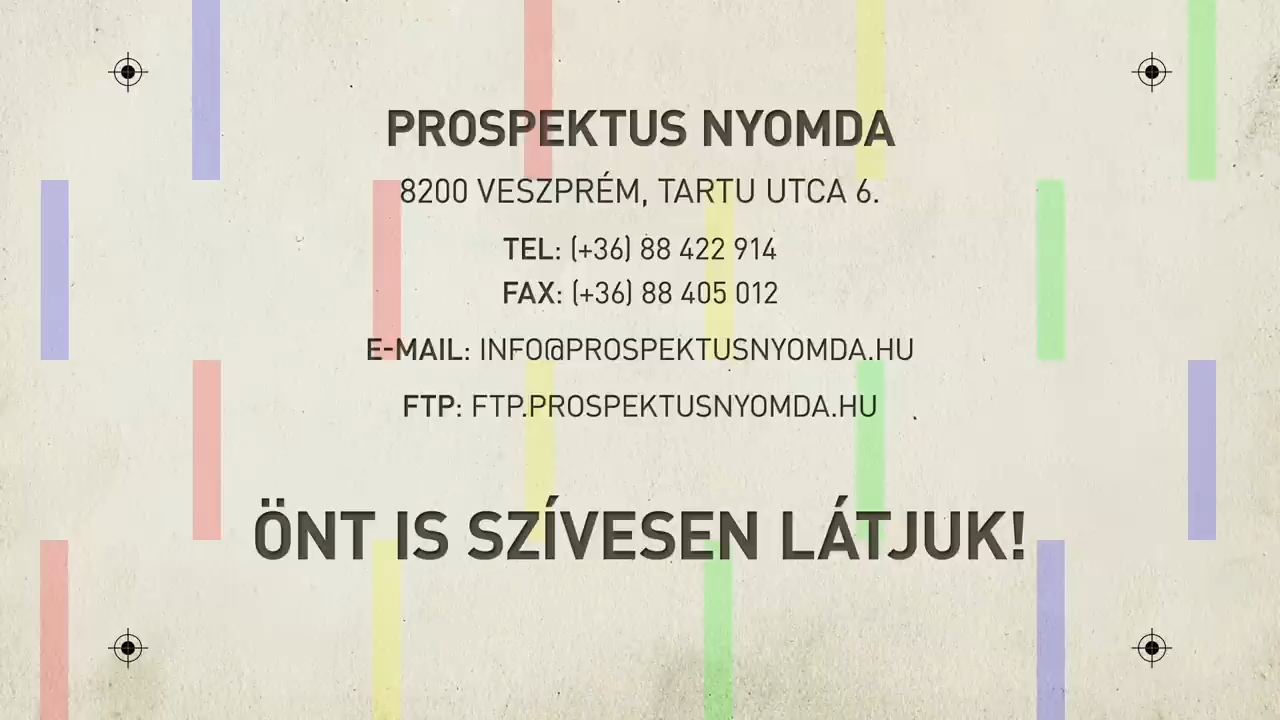 PROSPEKTUS NYOMDA
8200 VESZPRÉM, TARTU UTCA 6.
TEL: (+36) 88 422 914
FAX: (+36) 88 405 012
E-MAIL: INFO@PROSPEKTUSNYOMDA.HU
FTP: FTP.PROSPEKTUSNYOMDA.HU
ÖNT IS SZÍVESEN LÁTJUK!